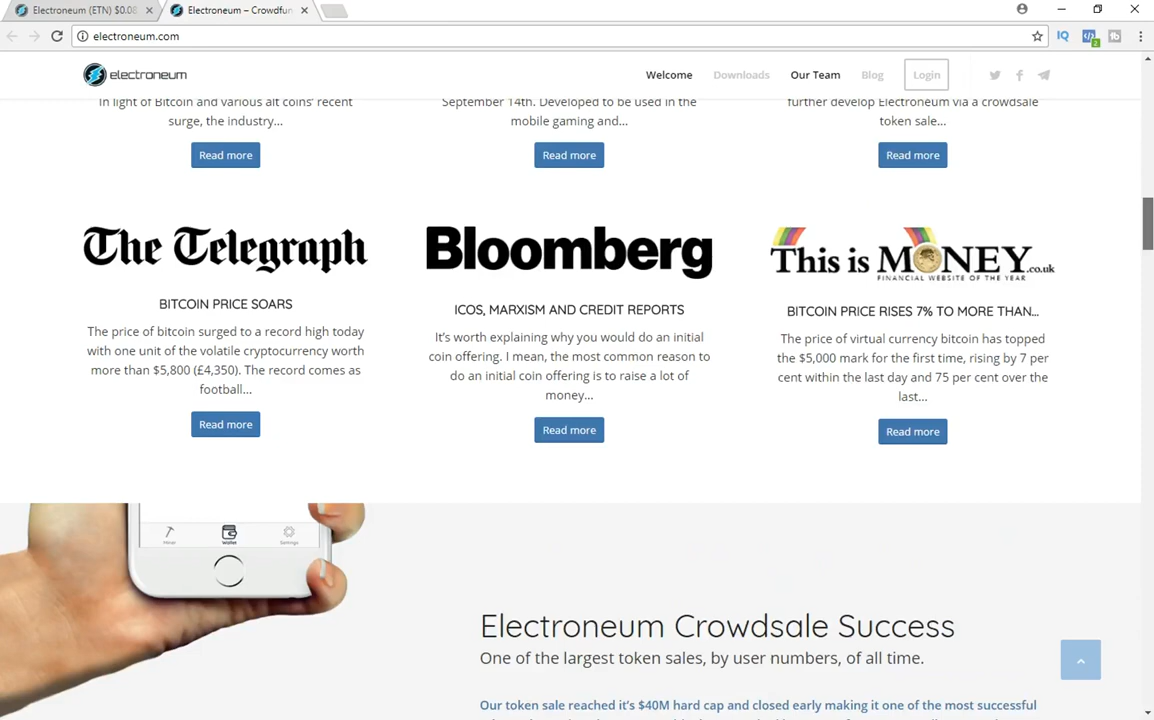 Electroneum (ETN) $0.08
Electroneum – Crowdfun
electroneum.com
electroneum
Welcome
Downloads
Our Team
Blog
Login
In light of Bitcoin and various alt coins' recent
surge, the industry...
Read more
September 14th. Developed to be used in the
mobile gaming and...
Read more
further develop Electroneum via a crowdsale
token sale...
Read more
The Telegraph
BITCOIN PRICE SOARS
The price of bitcoin surged to a record high today
with one unit of the volatile cryptocurrency worth
more than $5,800 (£4,350). The record comes as
football...
Read more
Bloomberg
ICOS, MARXISM AND CREDIT REPORTS
It's worth explaining why you would do an initial
coin offering. I mean, the most common reason to
do an initial coin offering is to raise a lot of
money...
Read more
This is MONEY.co.uk
FINANCIAL WEBSITE OF THE YEAR
BITCOIN PRICE RISES 7% TO MORE THAN...
The price of virtual currency bitcoin has topped
the $5,000 mark for the first time, rising by 7 per
cent within the last day and 75 per cent over the
last...
Read more
Miner
Wallet
Settings
Electroneum Crowdsale Success
One of the largest token sales, by user numbers, of all time.
Our token sale reached it's $40M hard cap and closed early making it one of the most successful